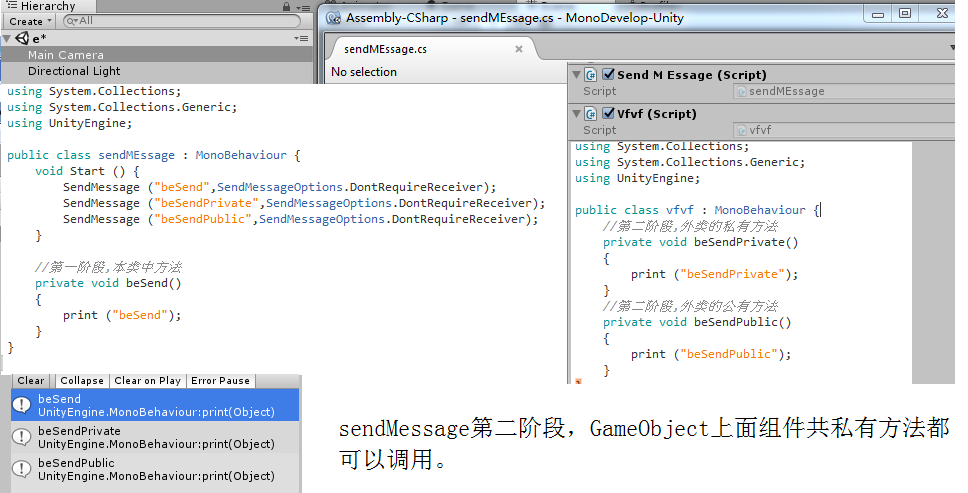 Hierarchy
Create
All
e*
Main Camera
Directional Light
Assembly-CSharp - sendMEssage.cs - MonoDevelop-Unity
sendMEssage.cs
No selection
using System.Collections;
using System.Collections.Generic;
using UnityEngine;
public class sendMEssage : MonoBehaviour {
void Start () {
SendMessage ("beSend",SendMessageOptions.DontRequireReceiver);
SendMessage ("beSendPrivate",SendMessageOptions.DontRequireReceiver);
SendMessage ("beSendPublic",SendMessageOptions.DontRequireReceiver);
}
//第一阶段,本类中方法
private void beSend()
{
print ("beSend");
}
}
Send M Essage (Script)
Script sendMEssage
Vfvf (Script)
Script vfvf
using System.Collections;
using System.Collections.Generic;
using UnityEngine;
public class vfvf : MonoBehaviour {
//第二阶段,外类的私有方法
private void beSendPrivate()
{
print ("beSendPrivate");
}
//第二阶段,外类的公有方法
private void beSendPublic()
{
print ("beSendPublic");
}
Clear Collapse Clear on Play Error Pause
beSend
UnityEngine.MonoBehaviour:print(Object)
beSendPrivate
UnityEngine.MonoBehaviour:print(Object)
beSendPublic
UnityEngine.MonoBehaviour:print(Object)
sendMessage第二阶段，GameObject上面组件共私有方法都
可以调用。